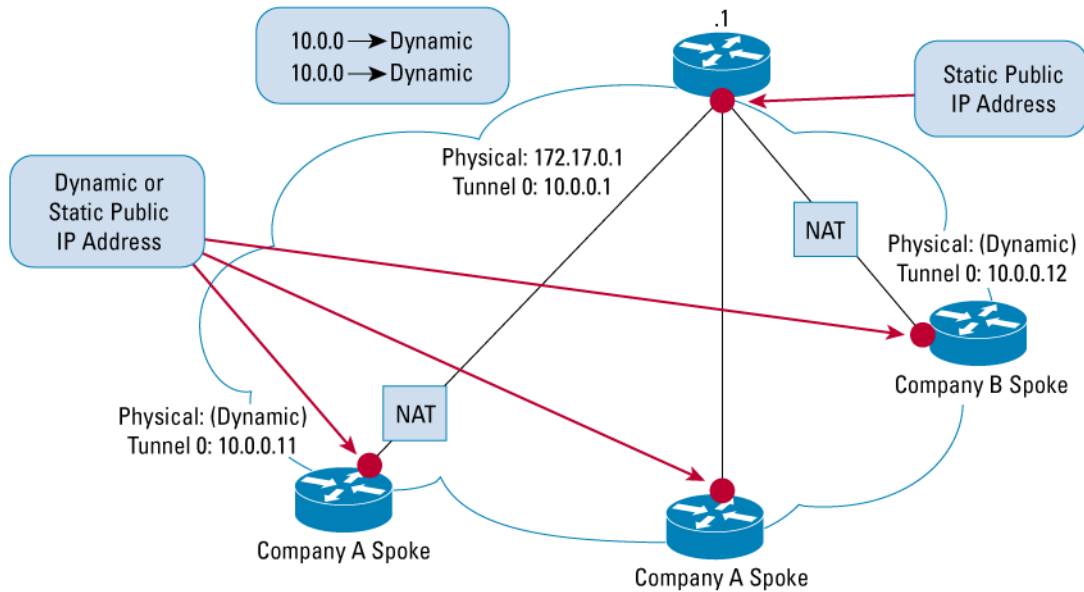 .1
10.0.0 → Dynamic
10.0.0 → Dynamic
Static Public
IP Address
Physical: 172.17.0.1
Tunnel 0: 10.0.0.1
Dynamic or
Static Public
IP Address
NAT
Physical: (Dynamic)
Tunnel 0: 10.0.0.12
Company B Spoke
NAT
Physical: (Dynamic)
Tunnel 0: 10.0.0.11
Company A Spoke
Company A Spoke